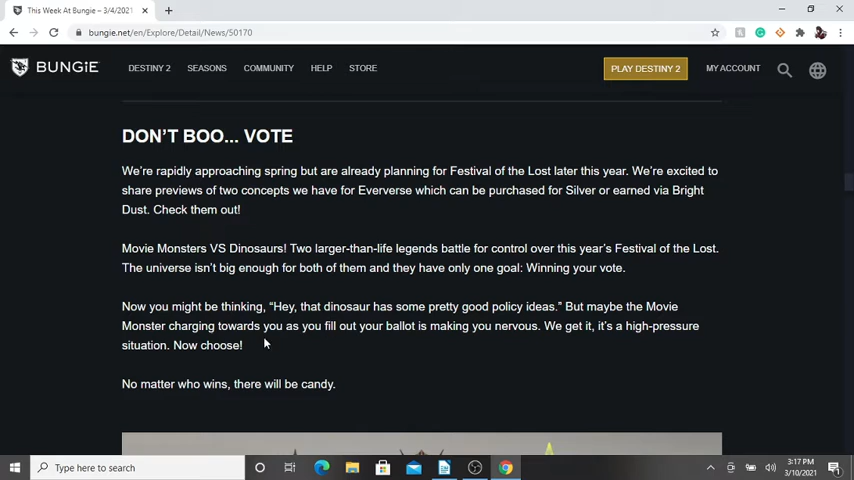 This Week At Bungie – 3/4/2021
bungie.net/en/Explore/Detail/News/50170
BUNGiE
DESTINY 2 SEASONS COMMUNITY HELP STORE PLAY DESTINY 2 MY ACCOUNT
DON'T BOO... VOTE
We're rapidly approaching spring but are already planning for Festival of the Lost later this year. We're excited to
share previews of two concepts we have for Eververse which can be purchased for Silver or earned via Bright
Dust. Check them out!
Movie Monsters VS Dinosaurs! Two larger-than-life legends battle for control over this year's Festival of the Lost.
The universe isn't big enough for both of them and they have only one goal: Winning your vote.
Now you might be thinking, “Hey, that dinosaur has some pretty good policy ideas.” But maybe the Movie
Monster charging towards you as you fill out your ballot is making you nervous. We get it, it's a high-pressure
situation. Now choose!
No matter who wins, there will be candy.
Type here to search
3:17 PM
3/10/2021